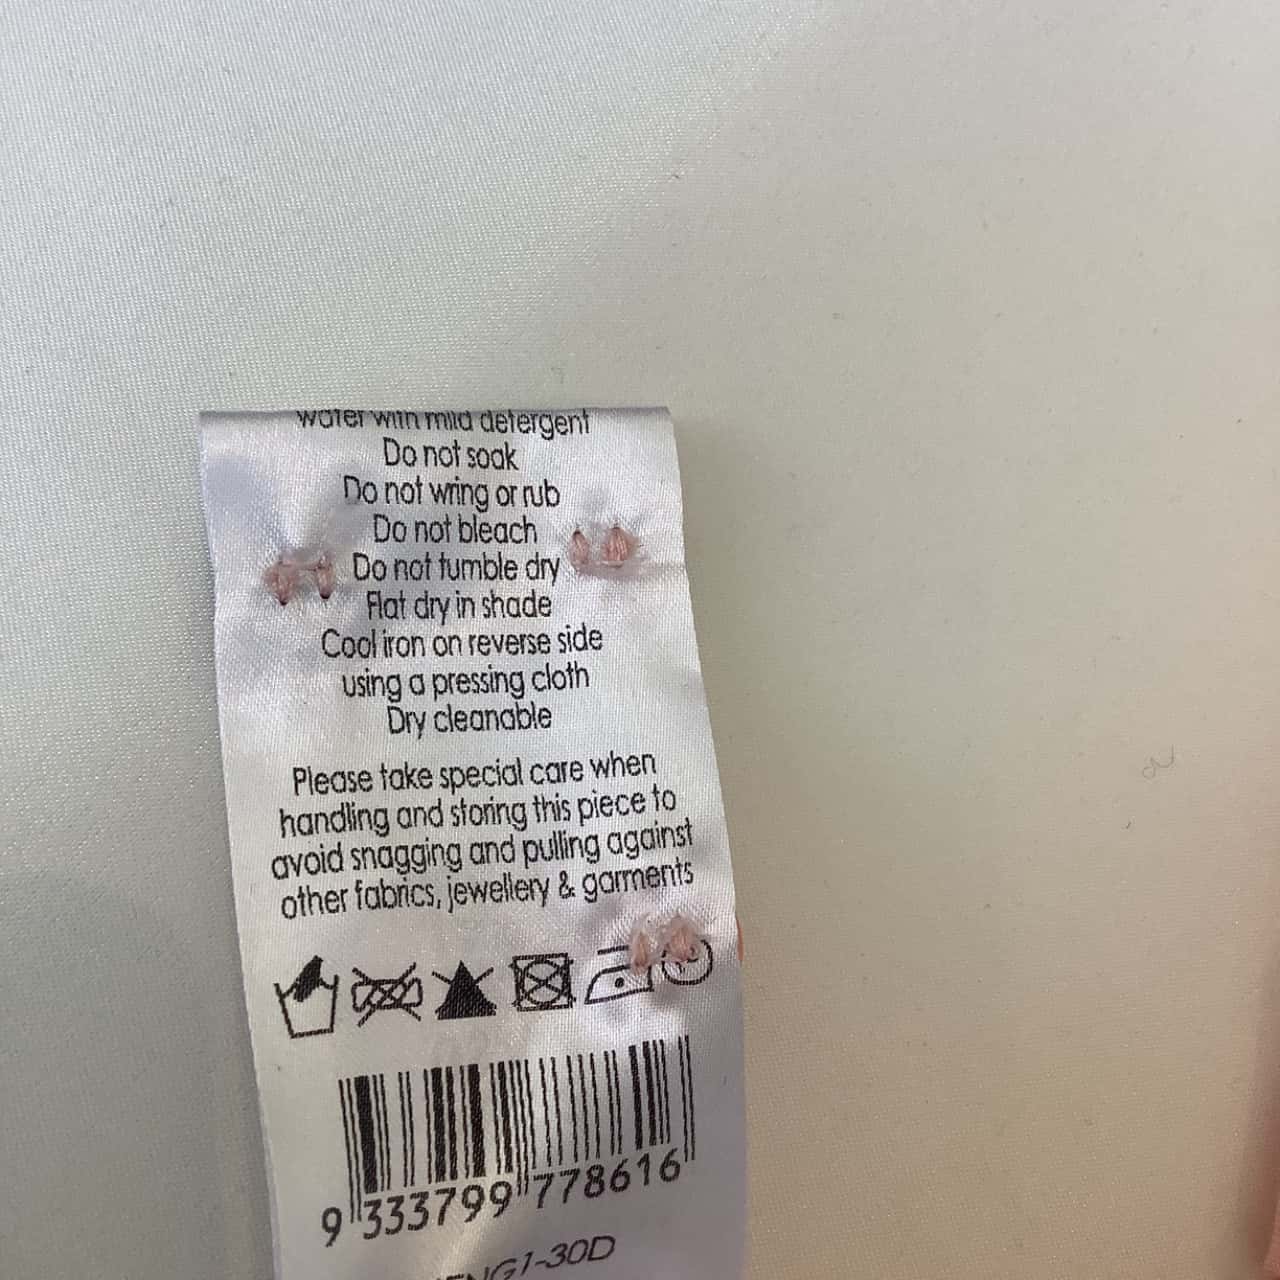 water with mild detergent
Do not soak
Do not wring or rub
Do not bleach
Do not tumble dry
Flat dry in shade
Cool iron on reverse side
using a pressing cloth
Dry cleanable
Please take special care when
handling and storing this piece to
avoid snagging and pulling against
other fabrics, jewellery & garments
9 333799 778616